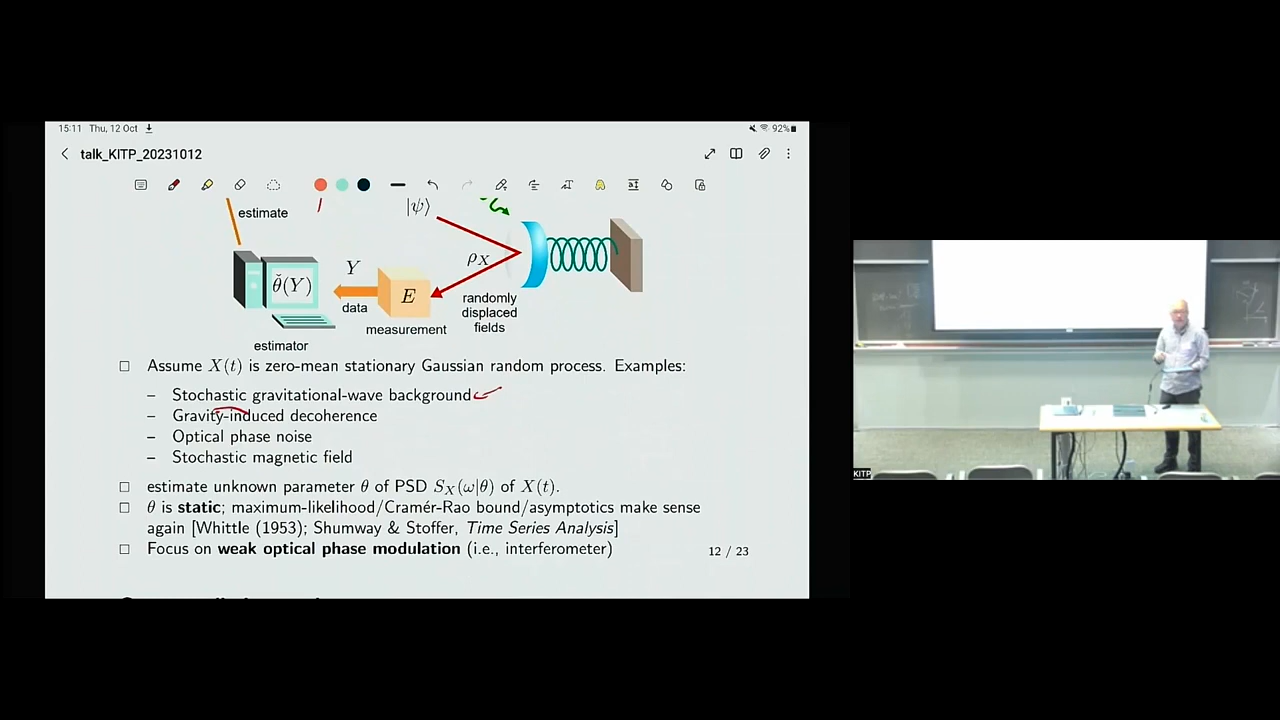 15:11 Thu, 12 Oct
92%
talk_KITP_20231012
estimate
|ψ⟩
ρX
Y
θ̌(Y)
E
data
randomly
displaced
fields
measurement
estimator
□ Assume X(t) is zero-mean stationary Gaussian random process. Examples:
– Stochastic gravitational-wave background
– Gravity-induced decoherence
– Optical phase noise
– Stochastic magnetic field
□ estimate unknown parameter θ of PSD SX(ω|θ) of X(t).
□ θ is static; maximum-likelihood/Cramér-Rao bound/asymptotics make sense
again [Whittle (1953); Shumway & Stoffer, Time Series Analysis]
□ Focus on weak optical phase modulation (i.e., interferometer)
12 / 23
KITP